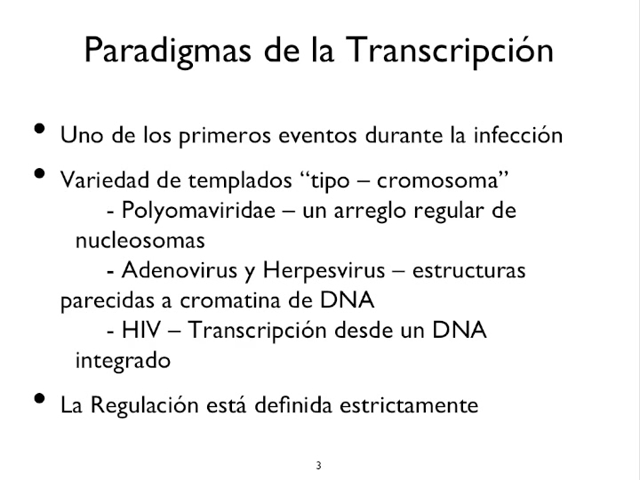 Paradigmas de la Transcripción
• Uno de los primeros eventos durante la infección
• Variedad de templados “tipo – cromosoma”
- Polyomaviridae – un arreglo regular de
nucleosomas
- Adenovirus y Herpesvirus – estructuras
parecidas a cromatina de DNA
- HIV – Transcripción desde un DNA
integrado
• La Regulación está definida estrictamente
3